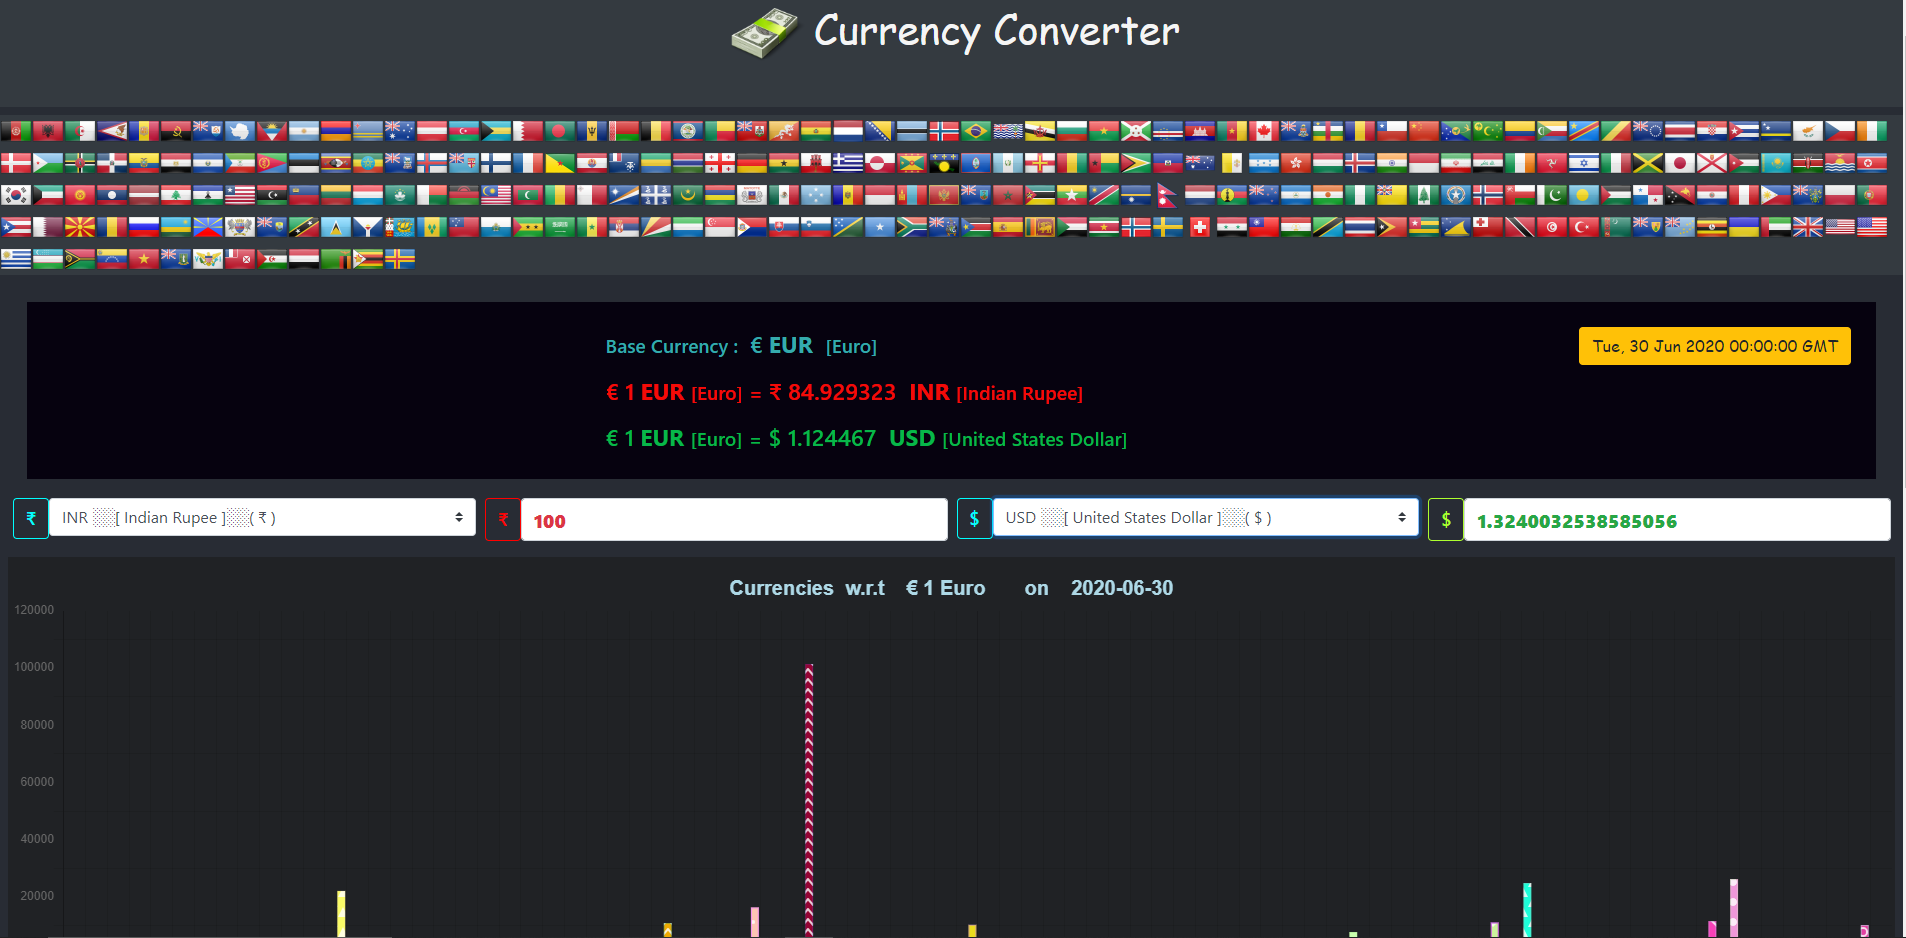 Currency Converter
Base Currency : € EUR [Euro]
Tue, 30 Jun 2020 00:00:00 GMT
€ 1 EUR [Euro] = ₹ 84.929323 INR [Indian Rupee]
€ 1 EUR [Euro] = $ 1.124467 USD [United States Dollar]
₹ INR ░░[ Indian Rupee ]░░( ₹ ) ₹ 100 $ USD ░░[ United States Dollar ]░░( $ ) $ 1.3240032538585056
Currencies w.r.t € 1 Euro on 2020-06-30
120000
100000
80000
60000
40000
20000